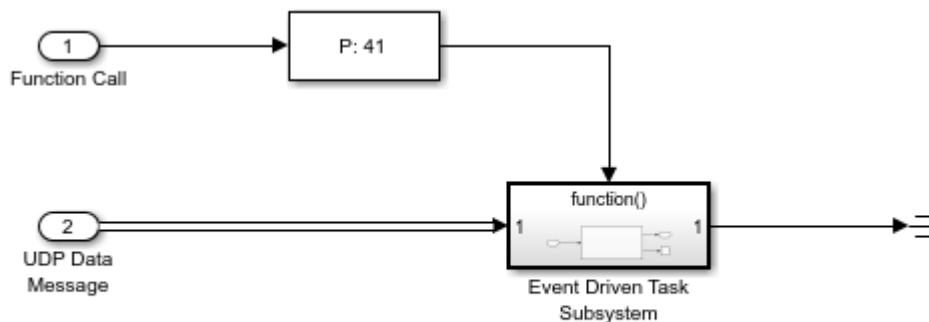 1
P: 41
Function Call
function()
2
1
1
UDP Data
Message
Event Driven Task
Subsystem